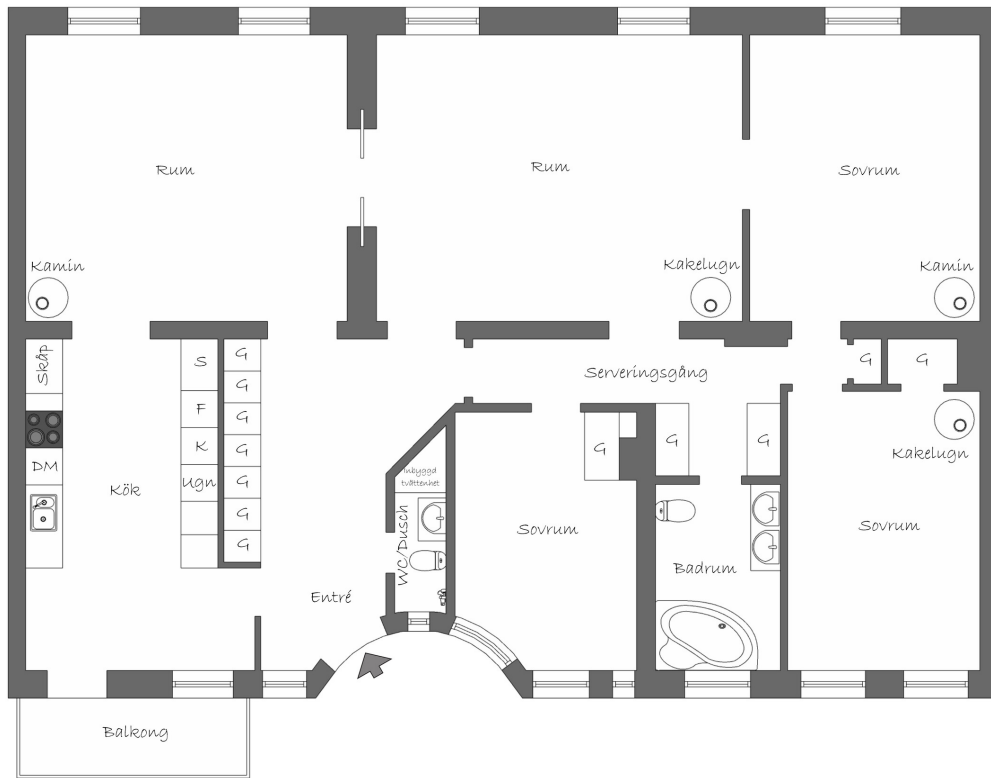 Rum
Rum
Sovrum
Kamin
Kakelugn
Kamin
Skåp
S
G
G
G
G
Serveringsgång
F
G
K
G
G
G
G
Kakelugn
DM
Ugn
G
Inbyggd
tvättenhet
Kök
G
Sovrum
Sovrum
WC/Dusch
G
Badrum
Entré
Balkong